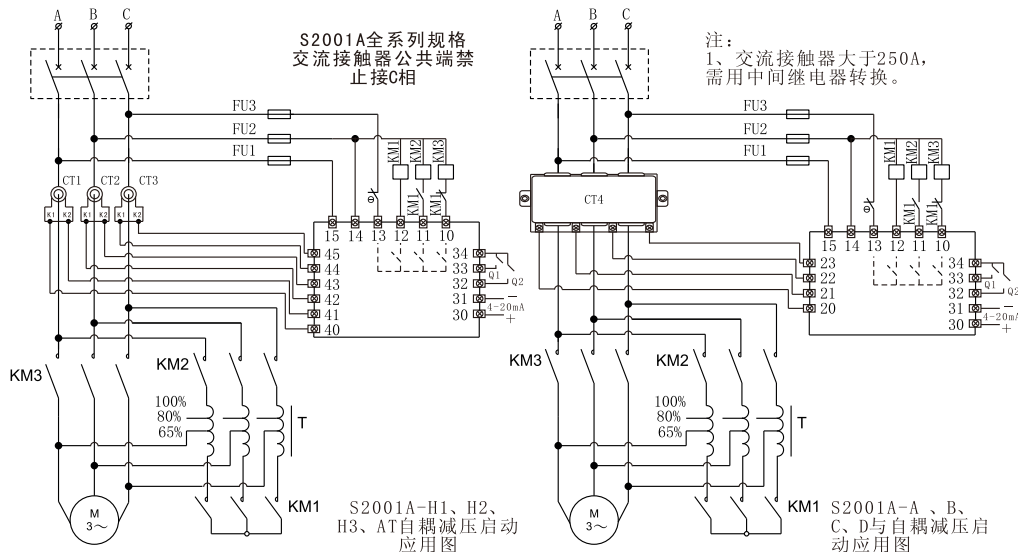 A B C
S2001A全系列规格
交流接触器公共端禁
止接C相
FU3
FU2
FU1
KM1 KM2 KM3
CT1 CT2 CT3
K1 K2 K1 K2 K1 K2
KM1 KM1
15 14 13 12 11 10
45
44
43
42
41
40
34
33
32
31
30
Q1 Q2
4-20mA
KM3
KM2
100%
80%
65%
T
KM1
M
3～
S2001A-H1、H2、
H3、AT自耦减压启动
应用图
A B C
注:
1、交流接触器大于250A,
需用中间继电器转换。
FU3
FU2
FU1
KM1 KM2 KM3
CT4
KM1 KM1
15 14 13 12 11 10
23
22
21
20
34
33
32
31
30
Q1 Q2
4-20mA
KM3
KM2
100%
80%
65%
T
KM1
M
3～
S2001A-A 、B、
C、D与自耦减压启
动应用图